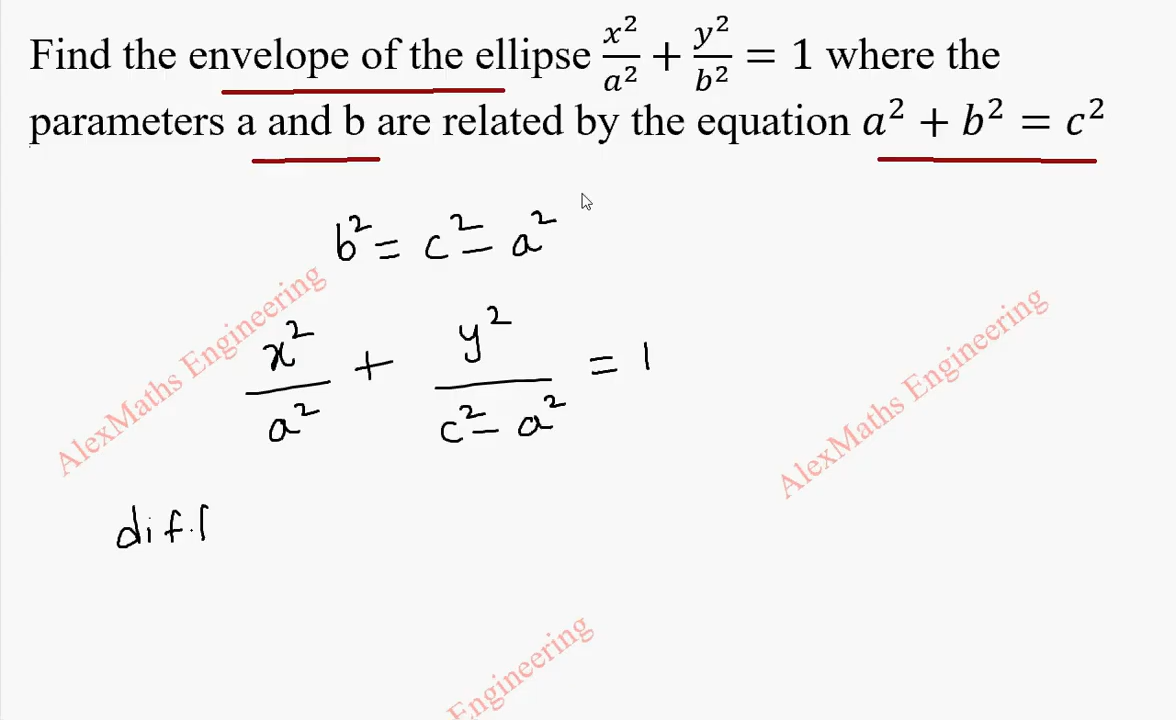 Find the envelope of the ellipse x²/a² + y²/b² = 1 where the
parameters a and b are related by the equation a² + b² = c²
b² = c² - a²
x²/a² + y²/(c² - a²) = 1
AlexMaths Engineering
AlexMaths Engineering
diff
Engineering